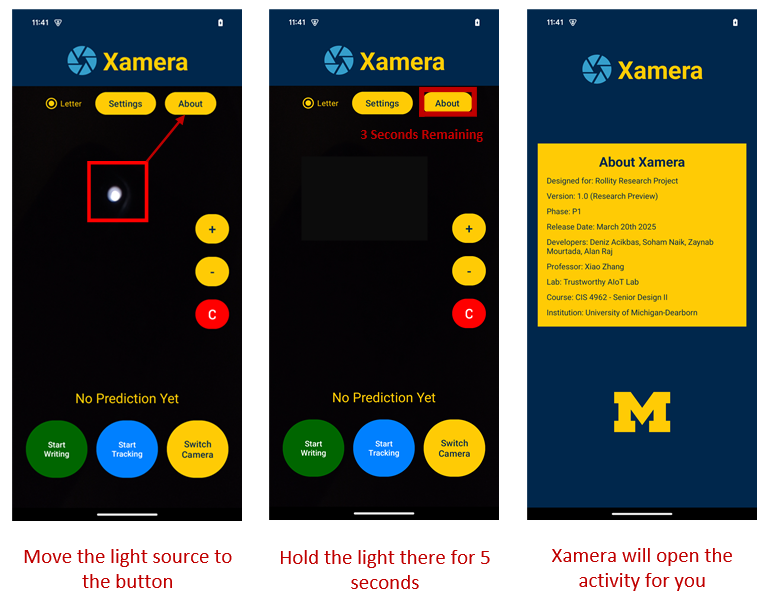 11:41
Xamera
Letter
Settings
About
+
-
C
No Prediction Yet
Start
Writing
Start
Tracking
Switch
Camera
Move the light source to
the button
11:41
Xamera
Letter
Settings
About
3 Seconds Remaining
+
-
C
No Prediction Yet
Start
Writing
Start
Tracking
Switch
Camera
Hold the light there for 5
seconds
11:41
Xamera
About Xamera
Designed for: Rollity Research Project
Version: 1.0 (Research Preview)
Phase: P1
Release Date: March 20th 2025
Developers: Deniz Acikbas, Soham Naik, Zaynab
Mourtada, Alan Raj
Professor: Xiao Zhang
Lab: Trustworthy AIoT Lab
Course: CIS 4962 - Senior Design II
Institution: University of Michigan-Dearborn
M
Xamera will open the
activity for you